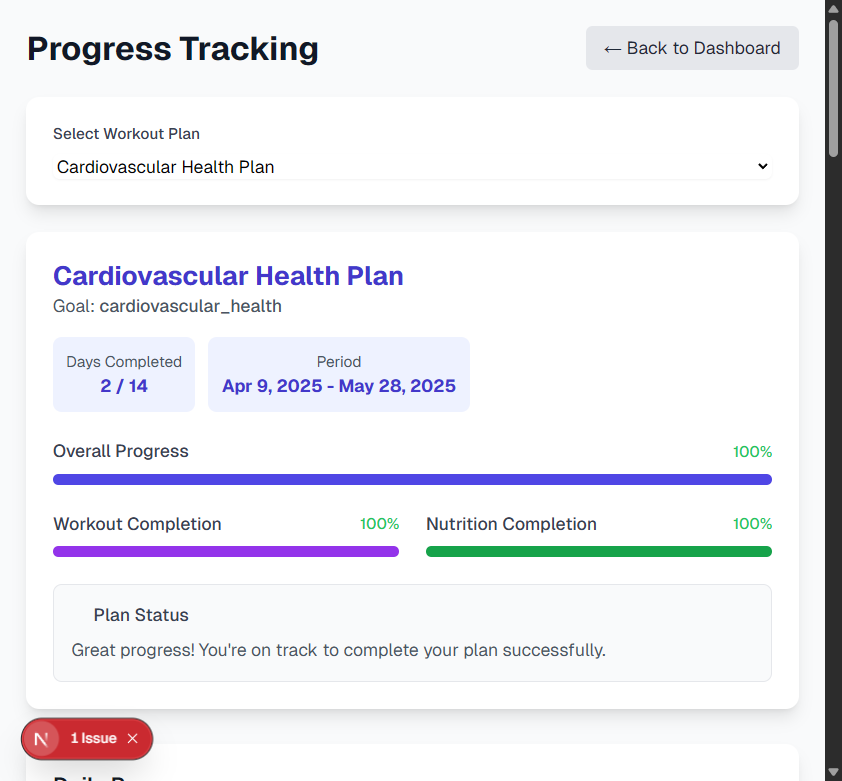 Progress Tracking
← Back to Dashboard
Select Workout Plan
Cardiovascular Health Plan
Cardiovascular Health Plan
Goal: cardiovascular_health
Days Completed
2 / 14
Period
Apr 9, 2025 - May 28, 2025
Overall Progress
100%
Workout Completion
100%
Nutrition Completion
100%
Plan Status
Great progress! You're on track to complete your plan successfully.
N
1 Issue ×